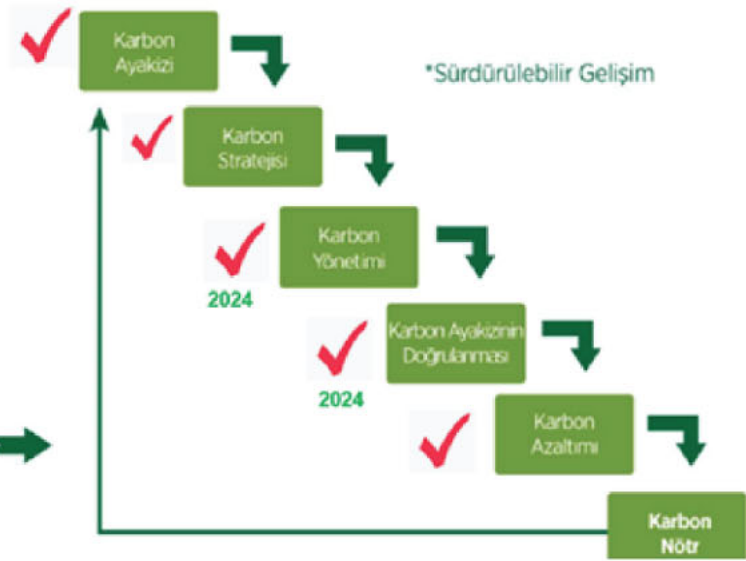 Karbon
Ayakizi
*Sürdürülebilir Gelişim
Karbon
Stratejisi
Karbon
Yönetimi
2024
Karbon Ayakizinin
Doğrulanması
2024
Karbon
Azaltımı
Karbon
Nötr